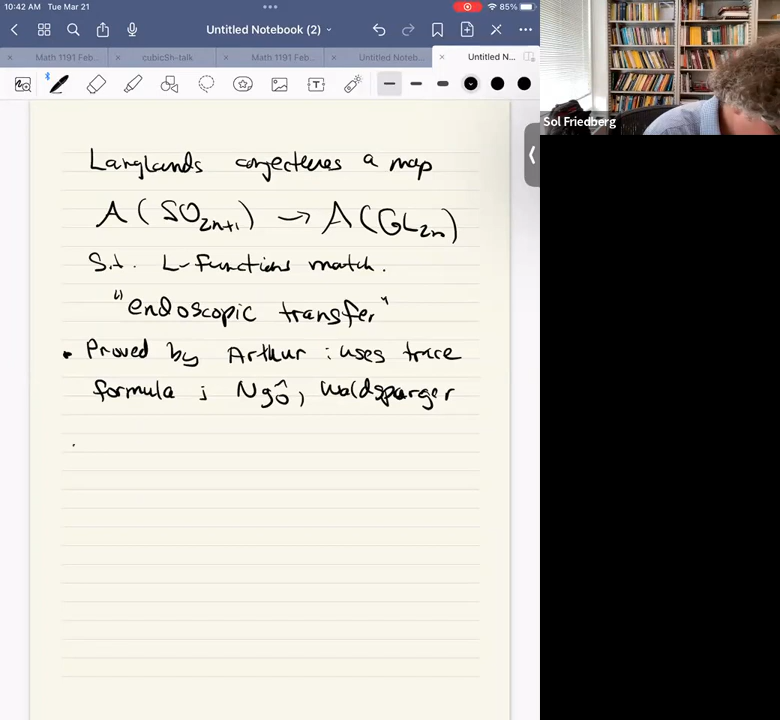 10:42 AM Tue Mar 21
85%
Untitled Notebook (2)
Math 1191 Feb...
cubicSh-talk
Math 1191 Feb...
Untitled Noteb...
Untitled N...
Sol Friedberg
Langlands conjectures a map
A(SO₂ₙ₊₁) → A(GL₂ₙ)
s.t. L-functions match.
"endoscopic transfer"
• Proved by Arthur : uses trace
formula ; Ngô, Waldspurger